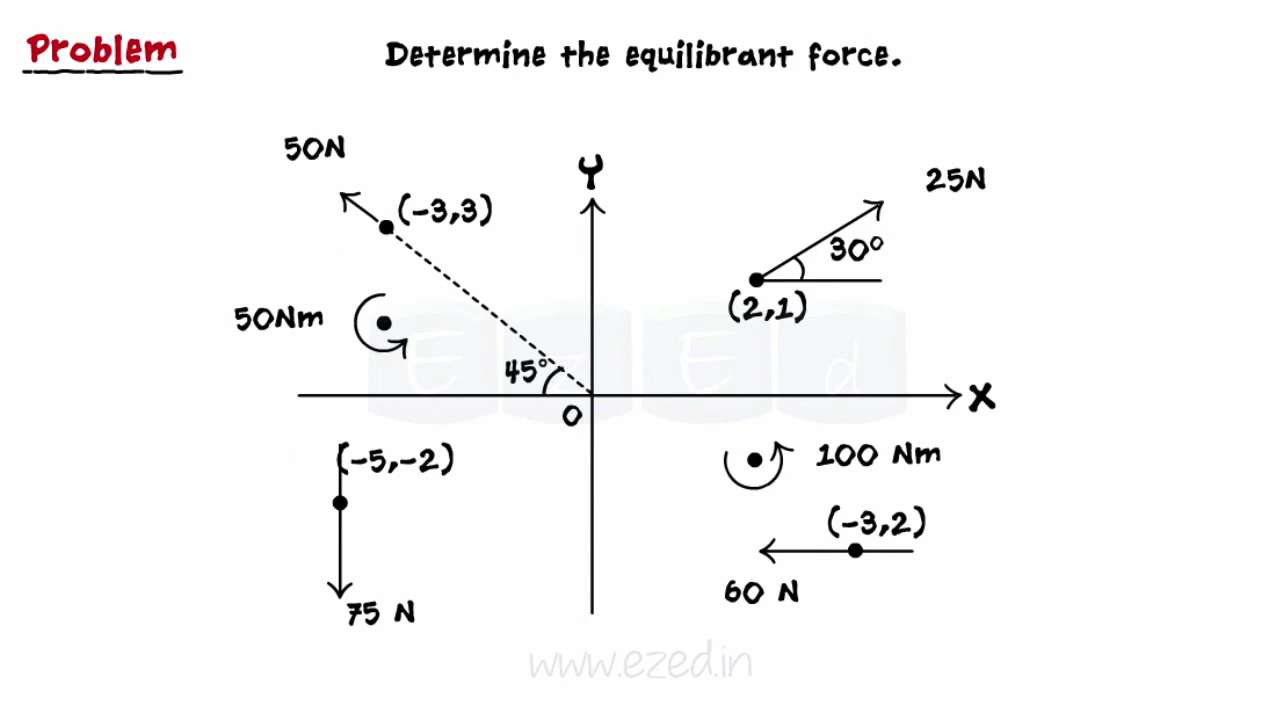 Problem
Determine the equilibrant force.
50N
Y
25N
(-3,3)
30°
50Nm
(2,1)
E z E d
45°
O
X
(-5,-2)
100 Nm
(-3,2)
60 N
75 N
www.ezed.in